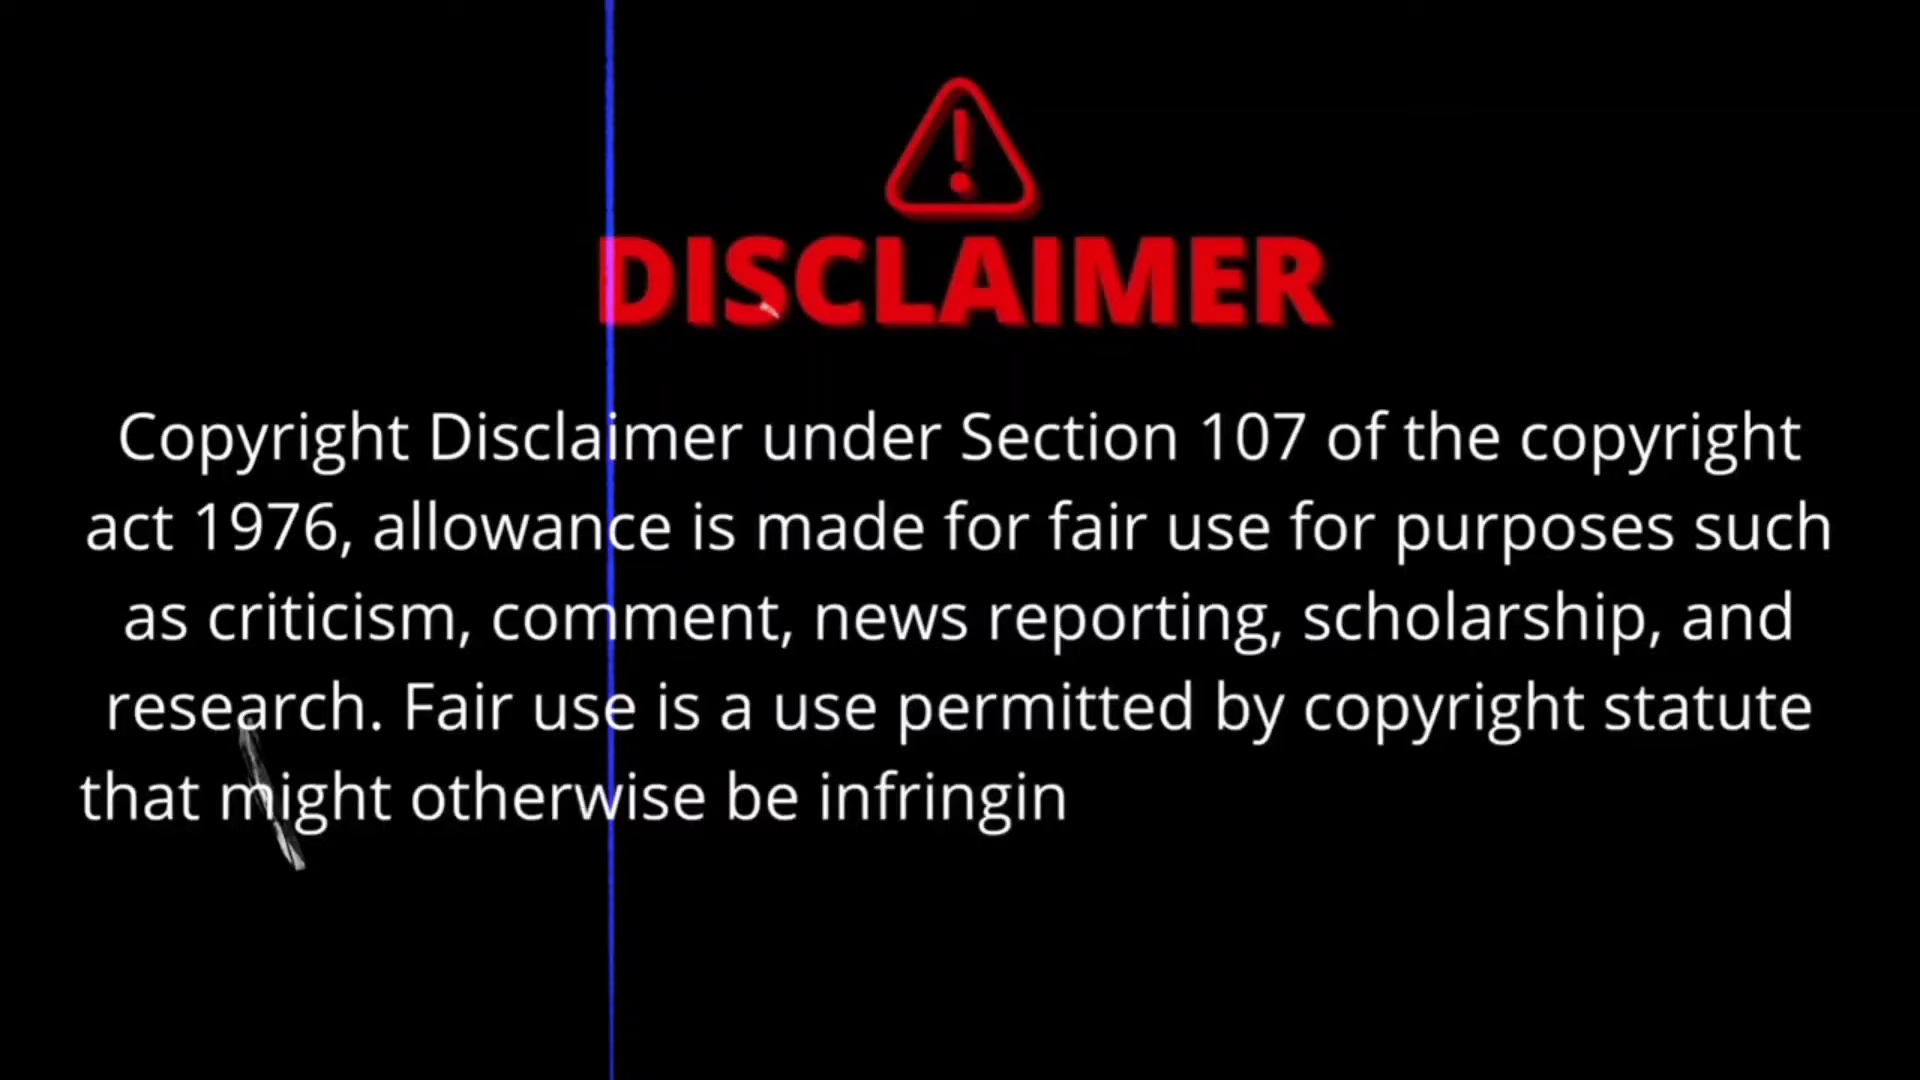 DISCLAIMER
Copyright Disclaimer under Section 107 of the copyright
act 1976, allowance is made for fair use for purposes such
as criticism, comment, news reporting, scholarship, and
research. Fair use is a use permitted by copyright statute
that might otherwise be infringin